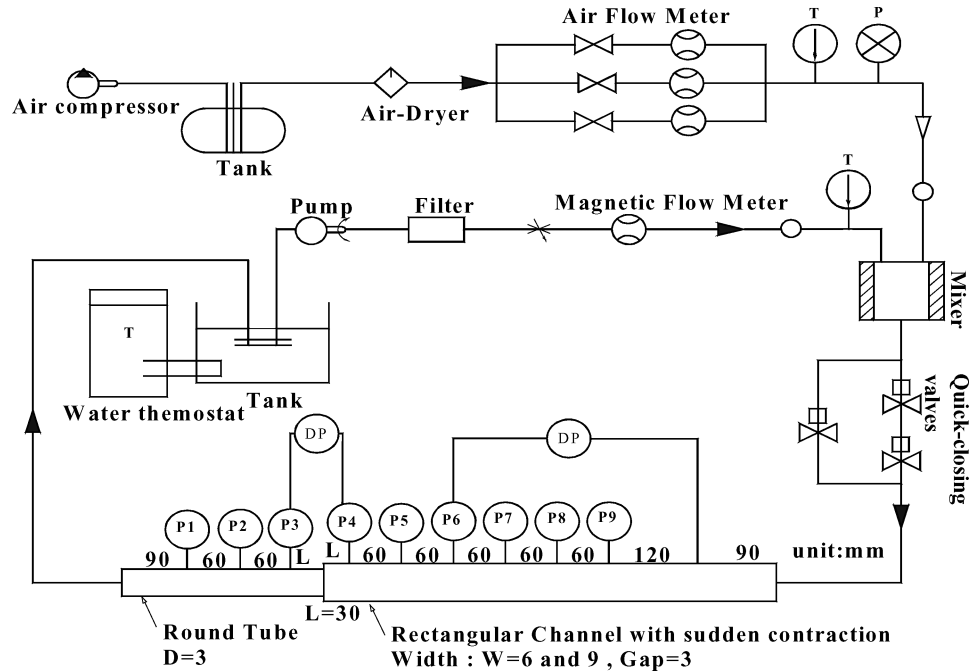 Air Flow Meter
T
P
Air compressor
Air-Dryer
Tank
T
Pump
Filter
Magnetic Flow Meter
Mixer
T
Water themostat
Tank
Quick-closing
valves
DP
DP
P1
P2
P3
P4
P5
P6
P7
P8
P9
90
60
60
L
L
60
60
60
60
60
120
90
unit:mm
L=30
Round Tube
D=3
Rectangular Channel with sudden contraction
Width : W=6 and 9 , Gap=3